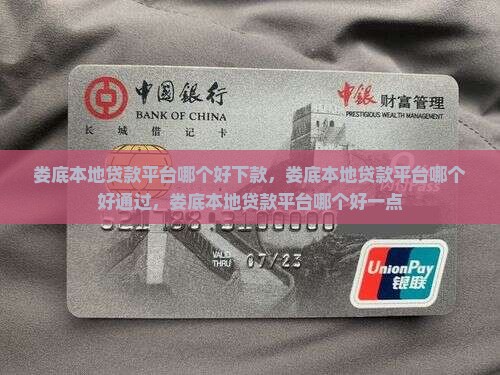 中國銀行
BANK OF CHINA
长城借记卡
中银 财富管理
PRESTIGIOUS WEALTH MANAGEMENT
娄底本地贷款平台哪个好下款，娄底本地贷款平台哪个
好通过，娄底本地贷款平台哪个好一点
VALID
THRU
07/23
UnionPay
银联